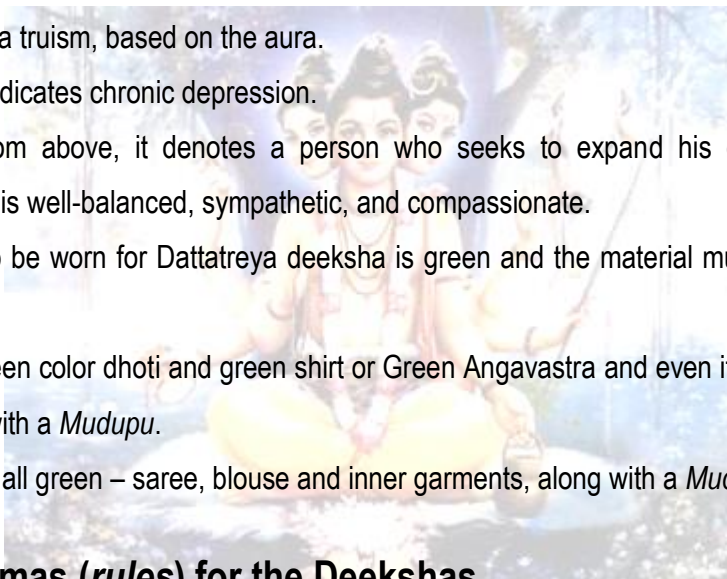 a truism, based on the aura.
dicates chronic depression.
om above, it denotes a person who seeks to expand his
is well-balanced, sympathetic, and compassionate.
be worn for Dattatreya deeksha is green and the material mu
een color dhoti and green shirt or Green Angavastra and even i
ith a Mudupu.
all green – saree, blouse and inner garments, along with a Mu
mas (rules) for the Deekshas